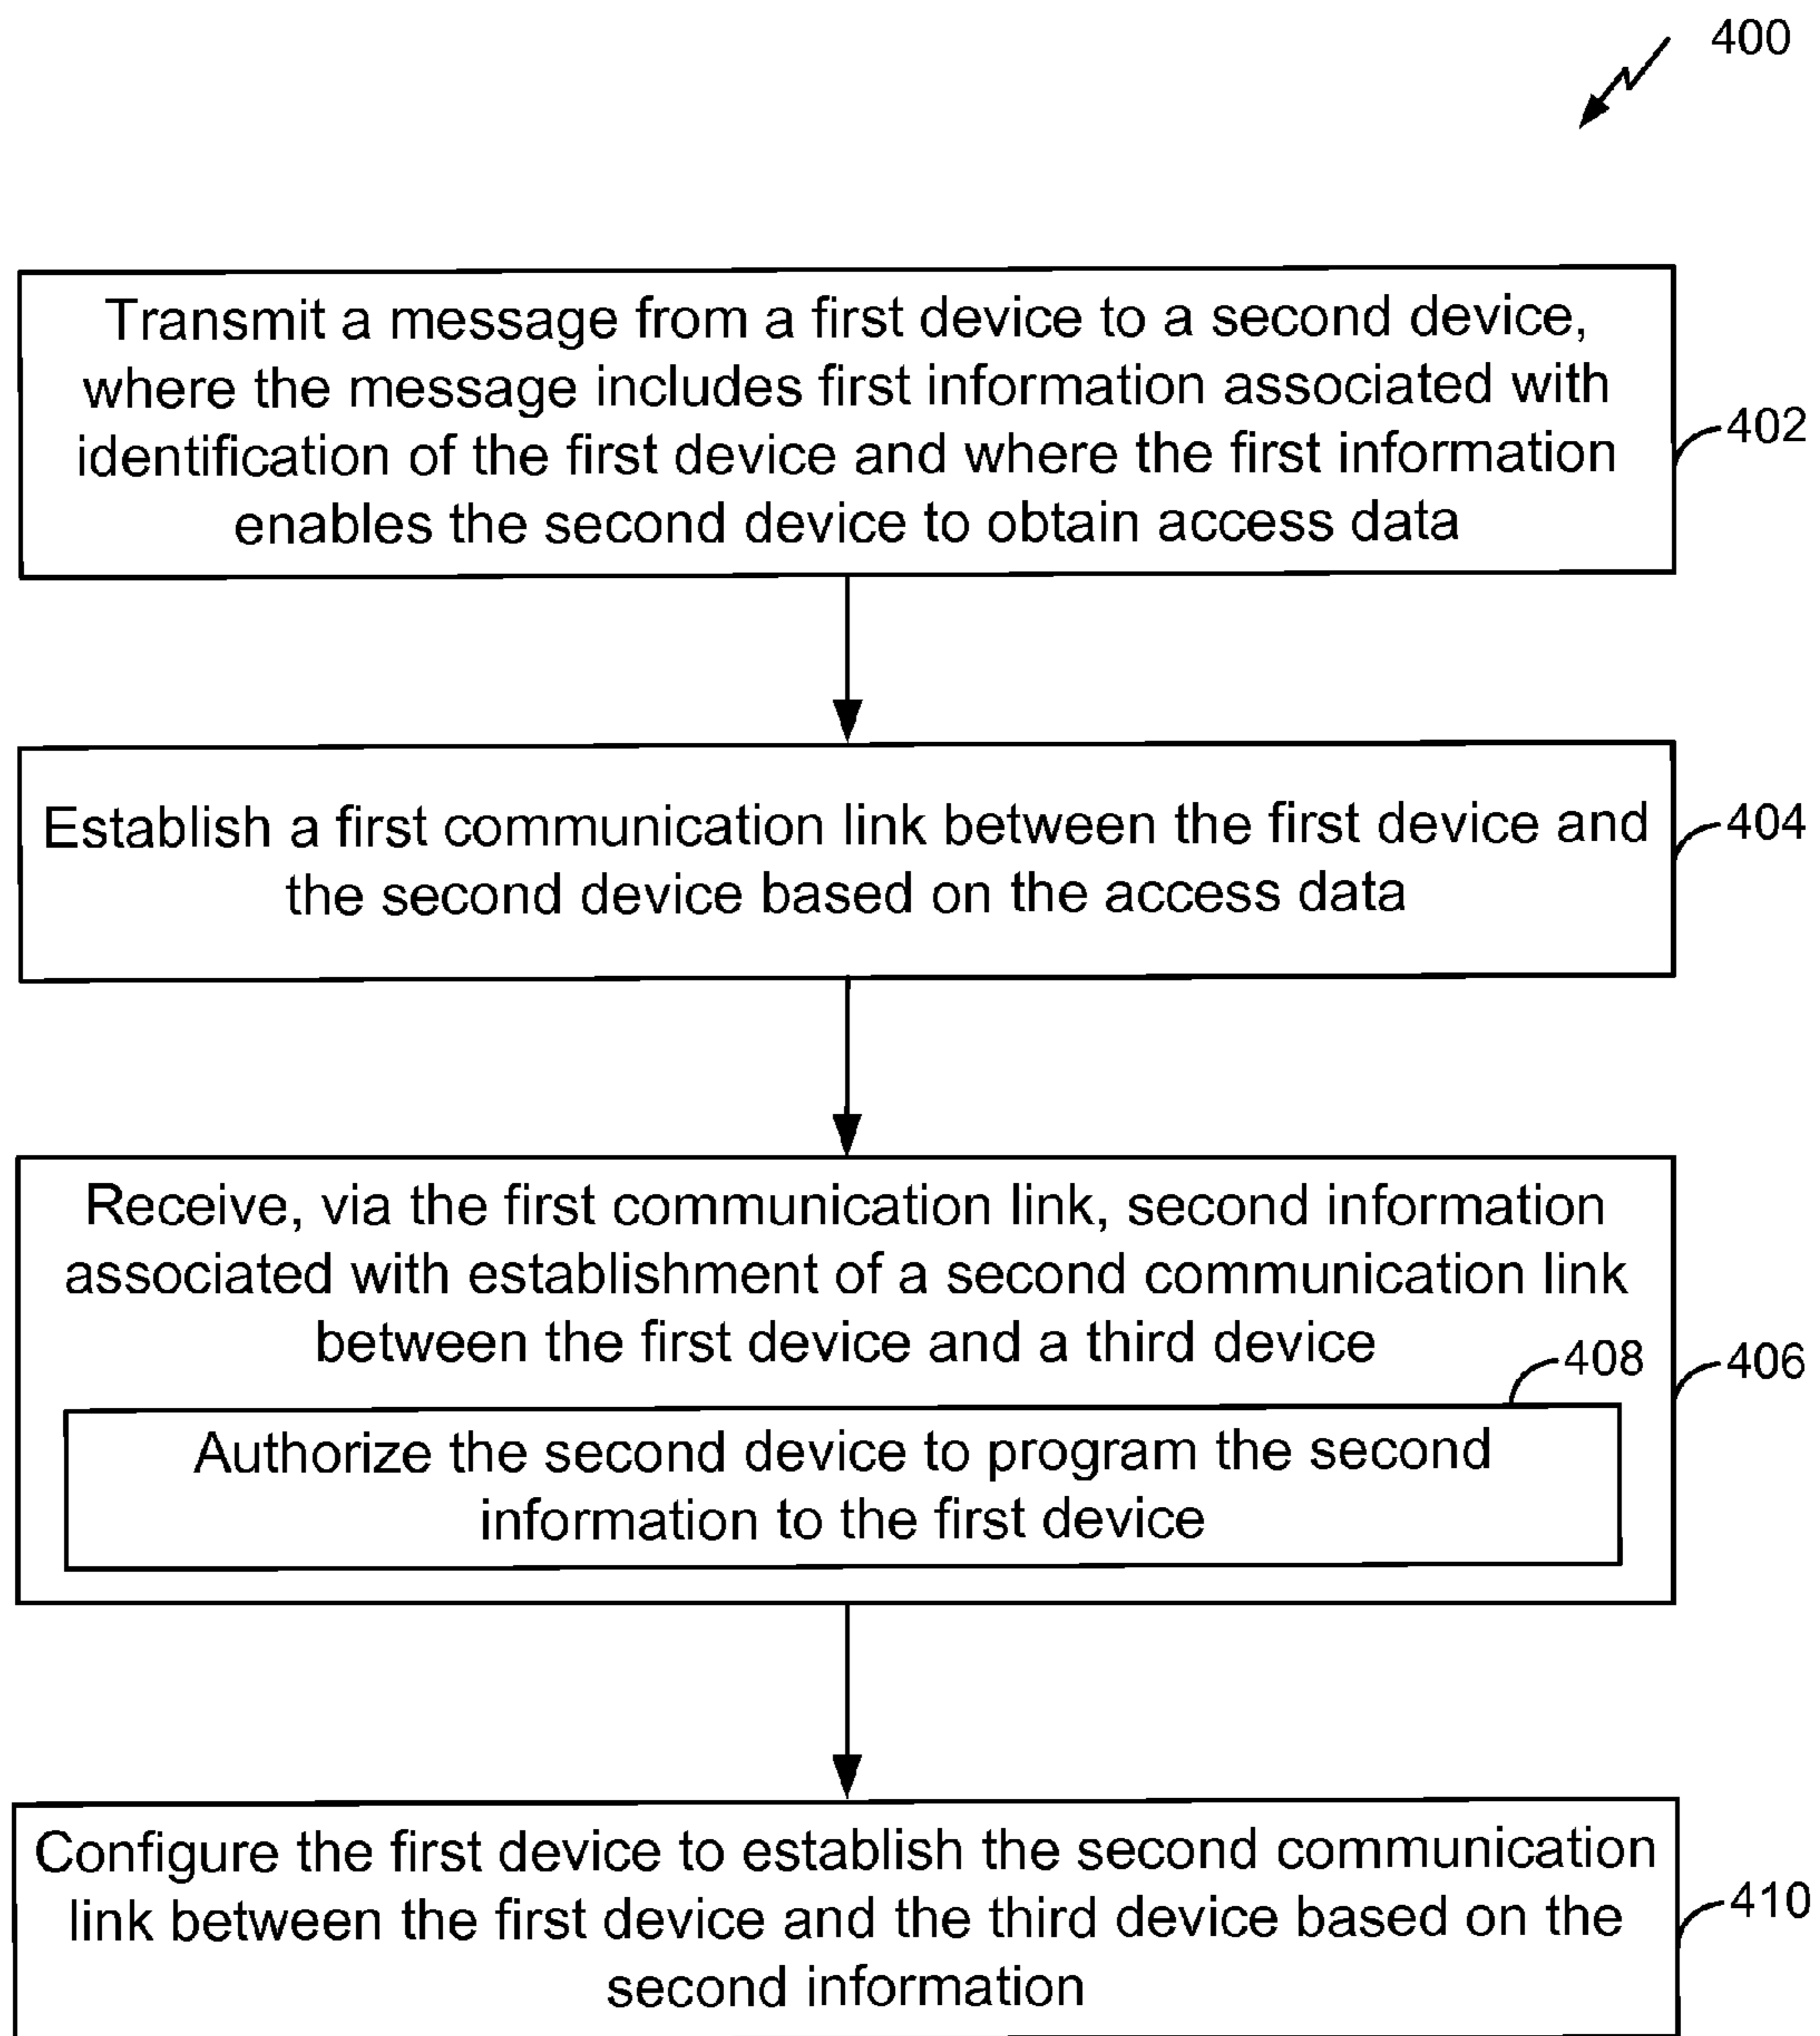 400
Transmit a message from a first device to a second device,
where the message includes first information associated with
identification of the first device and where the first information
enables the second device to obtain access data
402
Establish a first communication link between the first device and
the second device based on the access data
404
Receive, via the first communication link, second information
associated with establishment of a second communication link
between the first device and a third device
406
408
Authorize the second device to program the second
information to the first device
Configure the first device to establish the second communication
link between the first device and the third device based on the
second information
410